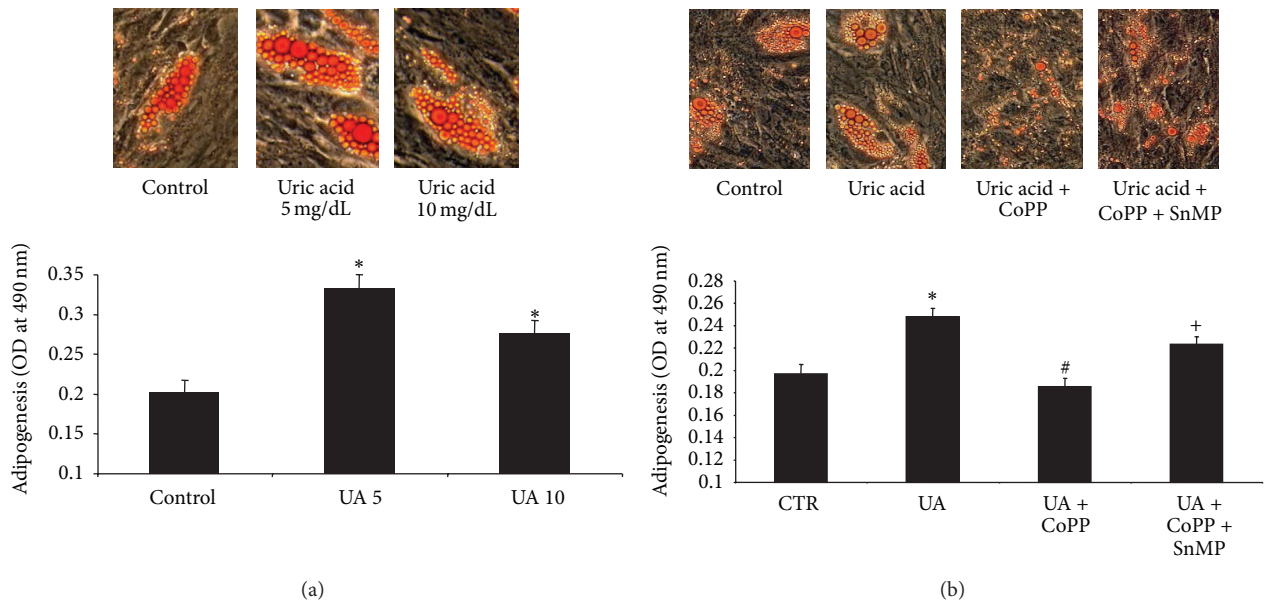 Control
Uric acid
5 mg/dL
Uric acid
10 mg/dL
Adipogenesis (OD at 490 nm)
0.35
0.3
0.25
0.2
0.15
0.1
*
*
Control
UA 5
UA 10
(a)
Control
Uric acid
Uric acid +
CoPP
Uric acid +
CoPP + SnMP
Adipogenesis (OD at 490 nm)
0.28
0.26
0.24
0.22
0.2
0.18
0.16
0.14
0.12
0.1
*
#
+
CTR
UA
UA +
CoPP
UA +
CoPP +
SnMP
(b)